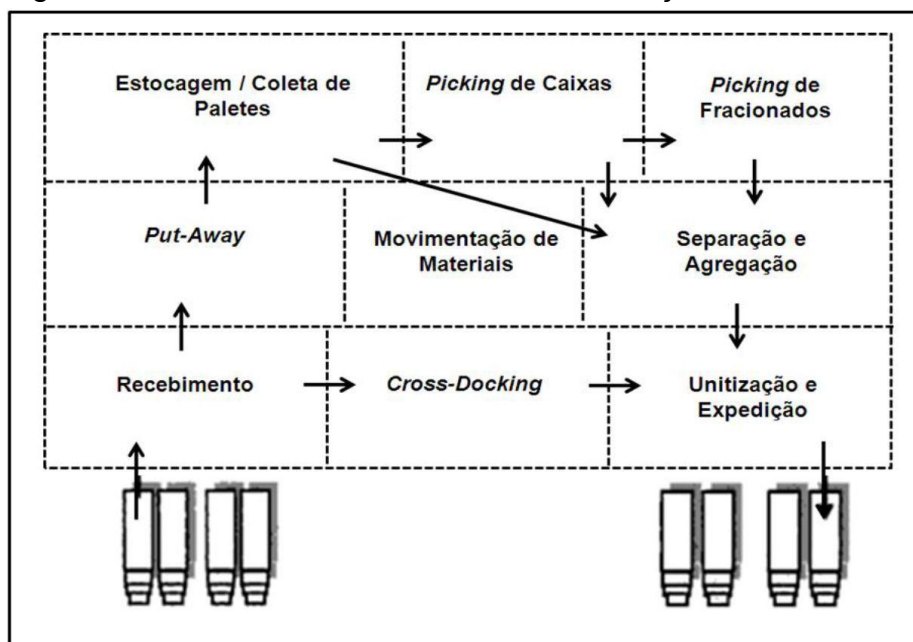 Estocagem / Coleta de
Paletes
Picking de Caixas
Picking de
Fracionados
Put-Away
Movimentação de
Materiais
Separação e
Agregação
Recebimento
Cross-Docking
Unitização e
Expedição